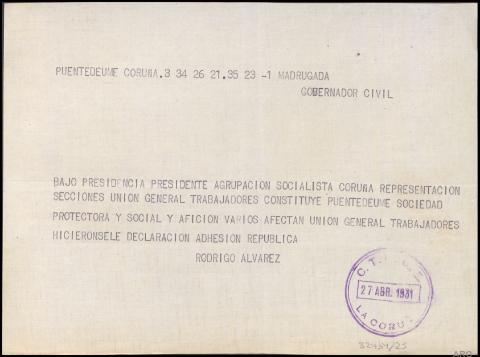 PUENTEDEUME CORUÑA.3 34 26 21.35 23 -1 MADRUGADA
GOBERNADOR CIVIL
BAJO PRESIDENCIA PRESIDENTE AGRUPACION SOCIALISTA CORUÑA REPRESENTACION
SECCIONES UNION GENERAL TRABAJADORES CONSTITUYE PUENTEDEUME SOCIEDAD
PROTECTORA Y SOCIAL Y AFICION VARIOS AFECTAN UNION GENERAL TRABAJADORES
HICIERONSELE DECLARACION ADHESION REPUBLICA
RODRIGO ALVAREZ
27 ABR. 1931
LA CORUÑA
32431/25